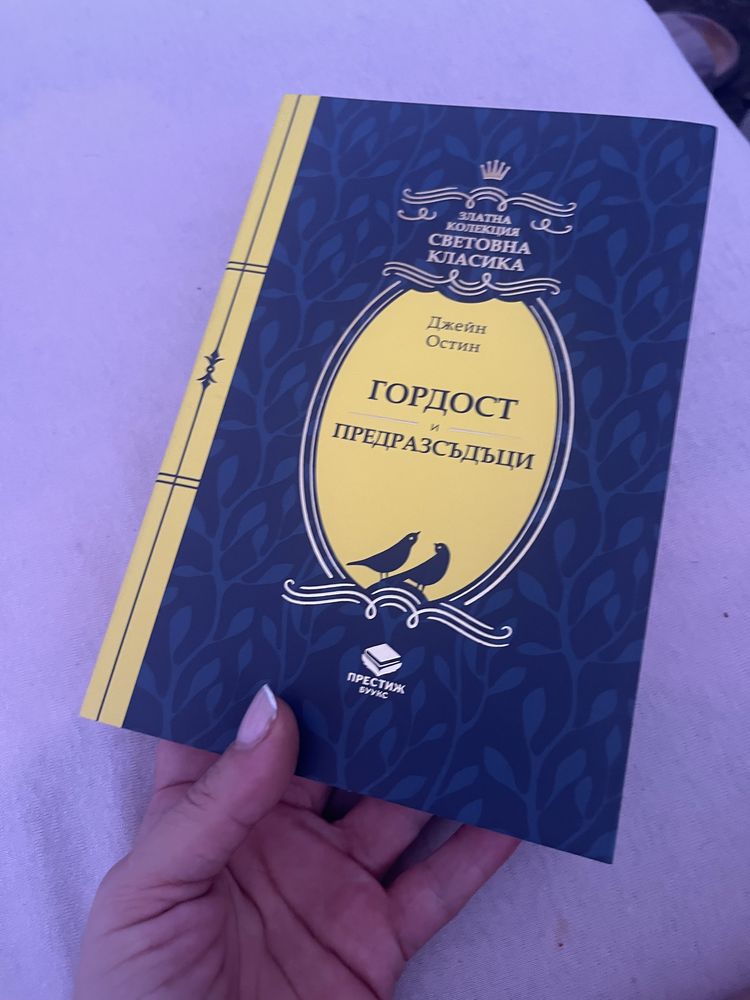 ЗЛАТНА
КОЛЕКЦИЯ
СВЕТОВНА
КЛАСИКА
Джейн
Остин
ГОРДОСТ
и
ПРЕДРАЗСЪДЪЦИ
ПРЕСТИЖ
БУУКС